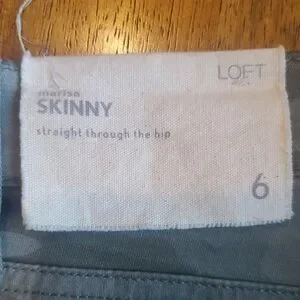 LOFT
marisa
SKINNY
straight through the hip
6